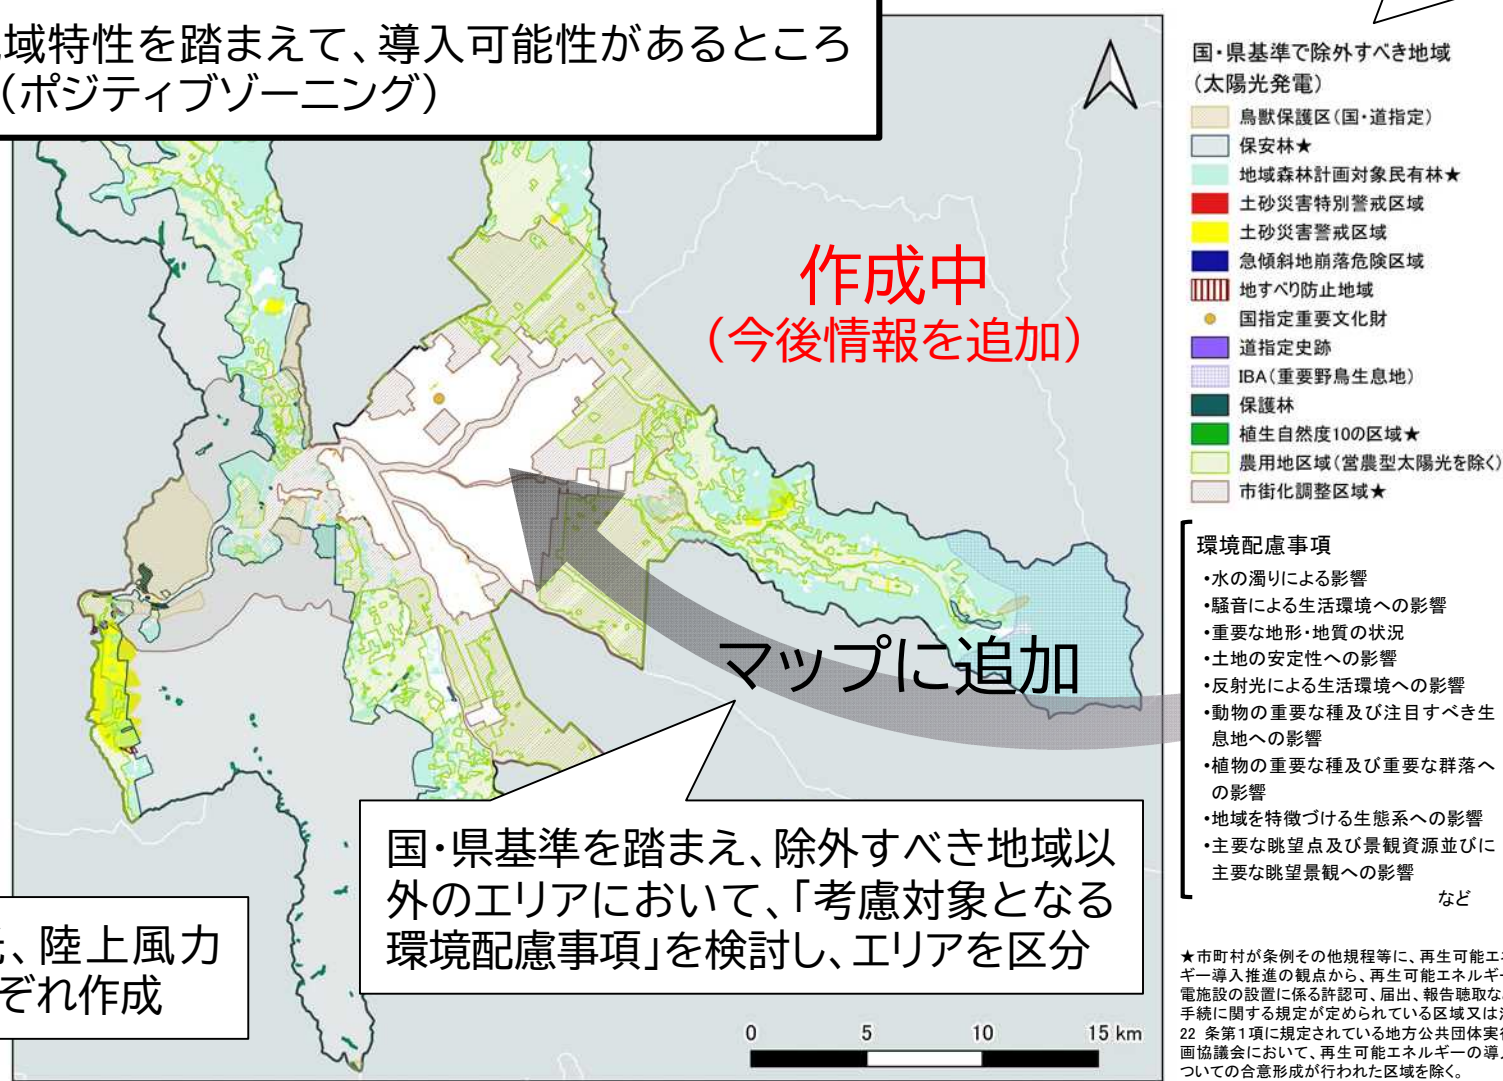 域特性を踏まえて、導入可能性があるところ
（ポジティブゾーニング）
作成中
（今後情報を追加）
マップに追加
国・県基準を踏まえ、除外すべき地域以
外のエリアにおいて、「考慮対象となる
環境配慮事項」を検討し、エリアを区分
、陸上風力
ぞれ作成
0 5 10 15 km
国・県基準で除外すべき地域
（太陽光発電）
鳥獣保護区（国・道指定）
保安林★
地域森林計画対象民有林★
土砂災害特別警戒区域
土砂災害警戒区域
急傾斜地崩落危険区域
地すべり防止地域
国指定重要文化財
道指定史跡
IBA（重要野鳥生息地）
保護林
植生自然度10の区域★
農用地区域（営農型太陽光を除く）
市街化調整区域★
環境配慮事項
・水の濁りによる影響
・騒音による生活環境への影響
・重要な地形・地質の状況
・土地の安定性への影響
・反射光による生活環境への影響
・動物の重要な種及び注目すべき生
息地への影響
・植物の重要な種及び重要な群落へ
の影響
・地域を特徴づける生態系への影響
・主要な眺望点及び景観資源並びに
主要な眺望景観への影響
など
★市町村が条例その他規程等に、再生可能エネ
ギー導入推進の観点から、再生可能エネルギー
電施設の設置に係る許認可、届出、報告聴取な
手続に関する規定が定められている区域又は
22 条第1項に規定されている地方公共団体実
画協議会において、再生可能エネルギーの導
ついての合意形成が行われた区域を除く。